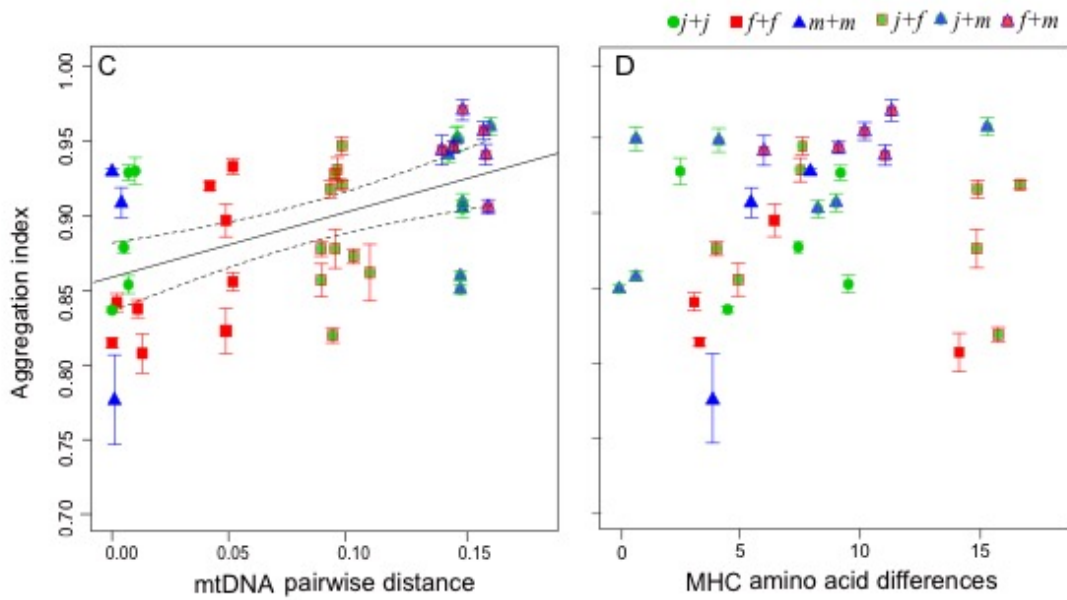 j+j f+f m+m j+f j+m f+m
C
D
Aggregation index
1.00
0.95
0.90
0.85
0.80
0.75
0.70
0.00 0.05 0.10 0.15
0 5 10 15
mtDNA pairwise distance
MHC amino acid differences